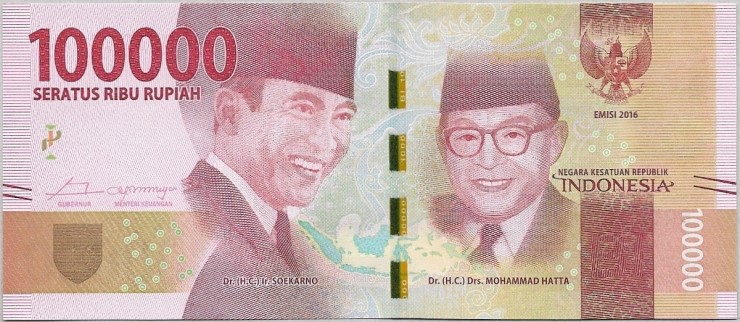 100000
SERATUS RIBU RUPIAH
EMISI 2016
NEGARA KESATUAN REPUBLIK
INDONESIA
GUBERNUR
MENTERI KEUANGAN
100000
Dr. (H.C.) Ir. SOEKARNO
Dr. (H.C.) Drs. MOHAMMAD HATTA